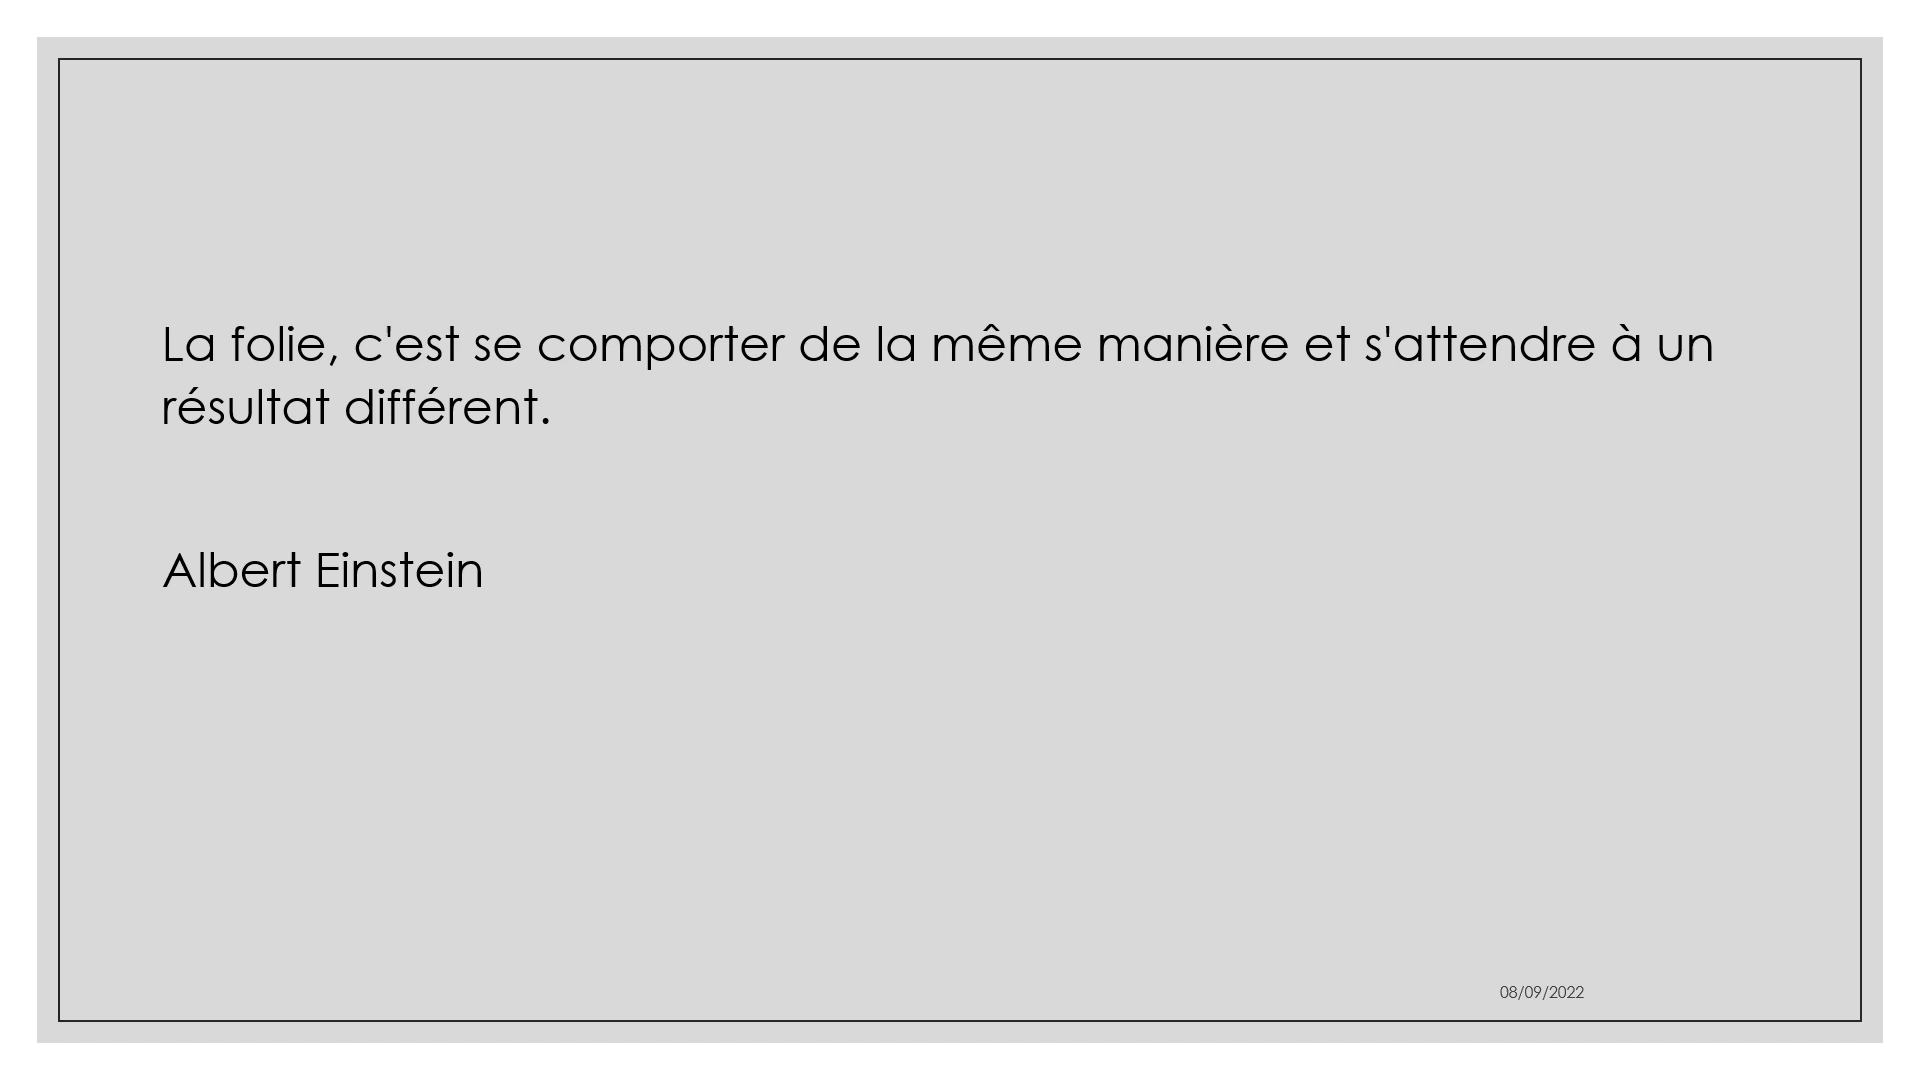 La folie, c'est se comporter de la même manière et s'attendre à un
résultat différent.
Albert Einstein
08/09/2022